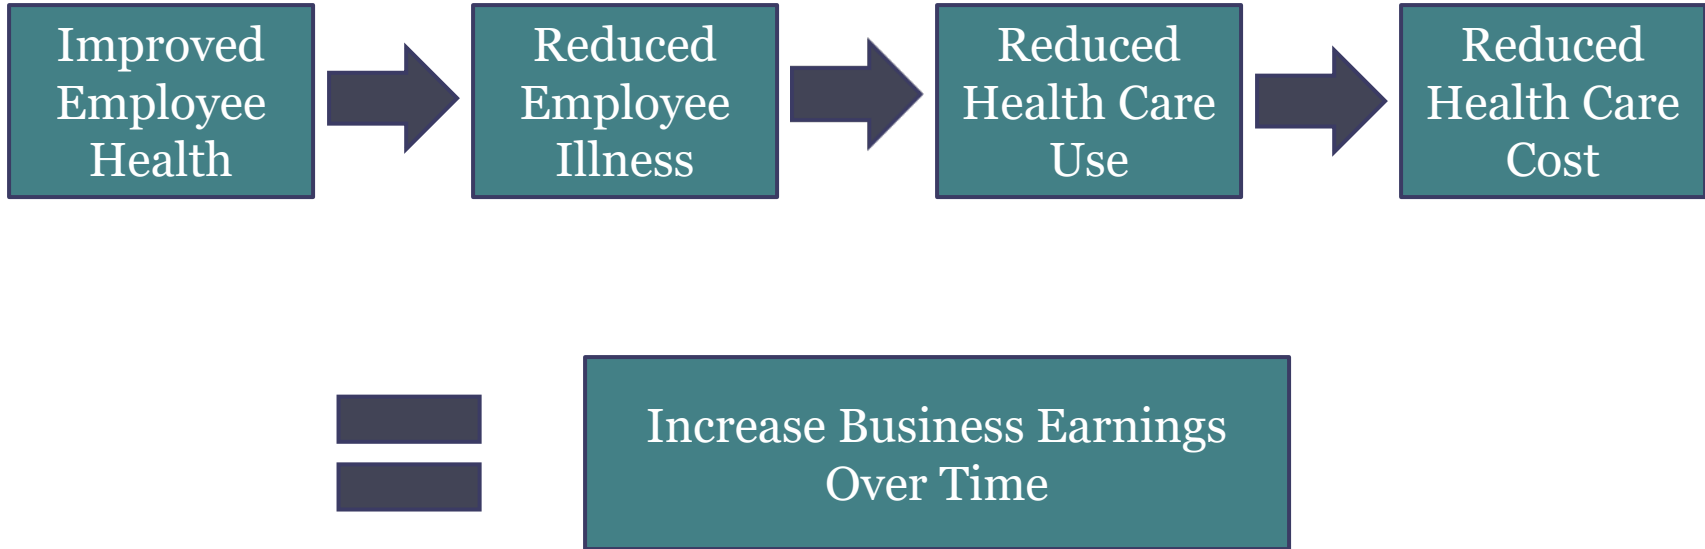 Improved
Employee
Health
Reduced
Employee
Illness
Reduced
Health Care
Use
Reduced
Health Care
Cost
Increase Business Earnings
Over Time